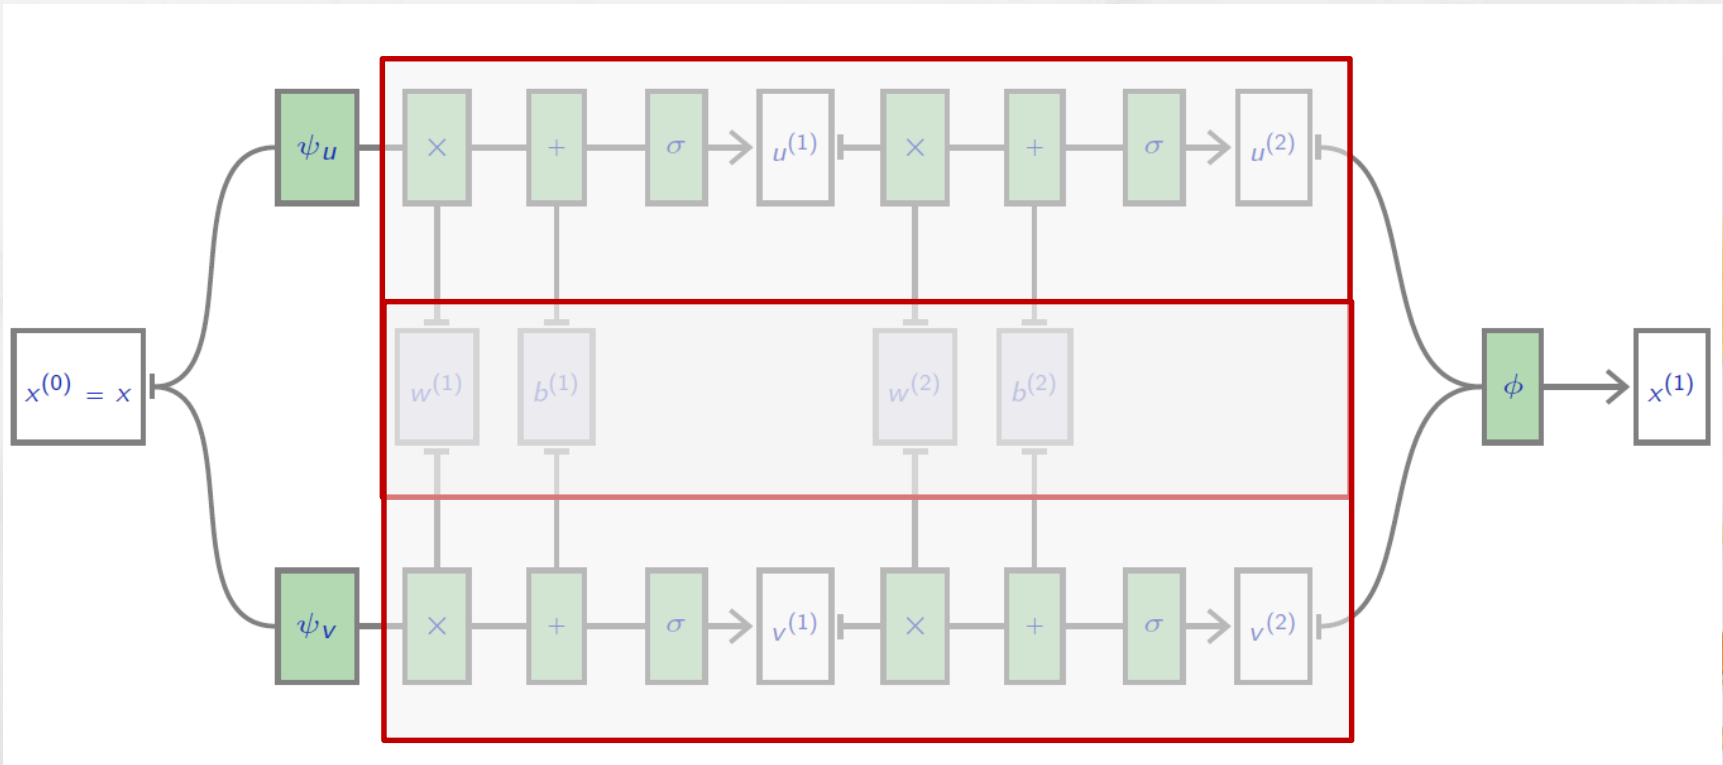 ψu × + σ u(1) × + σ u(2)
x(0) = x w(1) b(1) w(2) b(2) ϕ x(1)
ψv × + σ v(1) × + σ v(2)